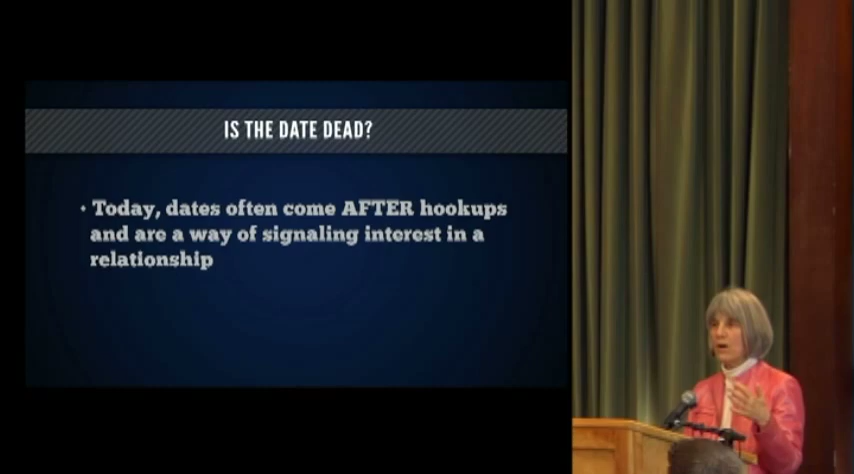 IS THE DATE DEAD?
• Today, dates often come AFTER hookups
and are a way of signaling interest in a
relationship